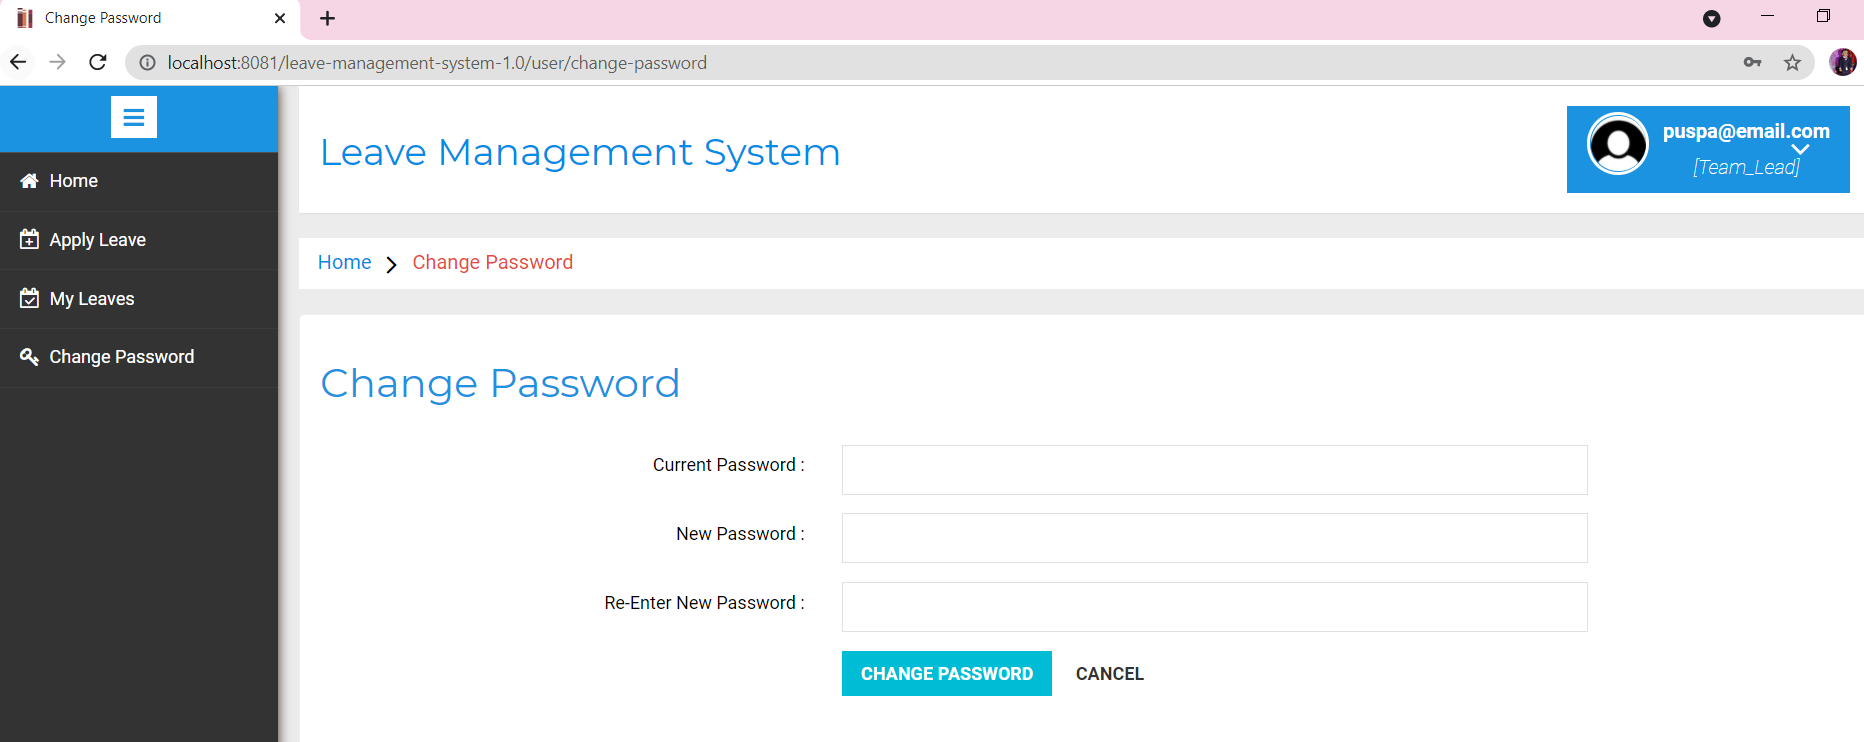 Change Password
localhost:8081/leave-management-system-1.0/user/change-password
Home
Apply Leave
My Leaves
Change Password
Leave Management System
puspa@email.com
[Team_Lead]
Home > Change Password
Change Password
Current Password :
New Password :
Re-Enter New Password :
CHANGE PASSWORD CANCEL